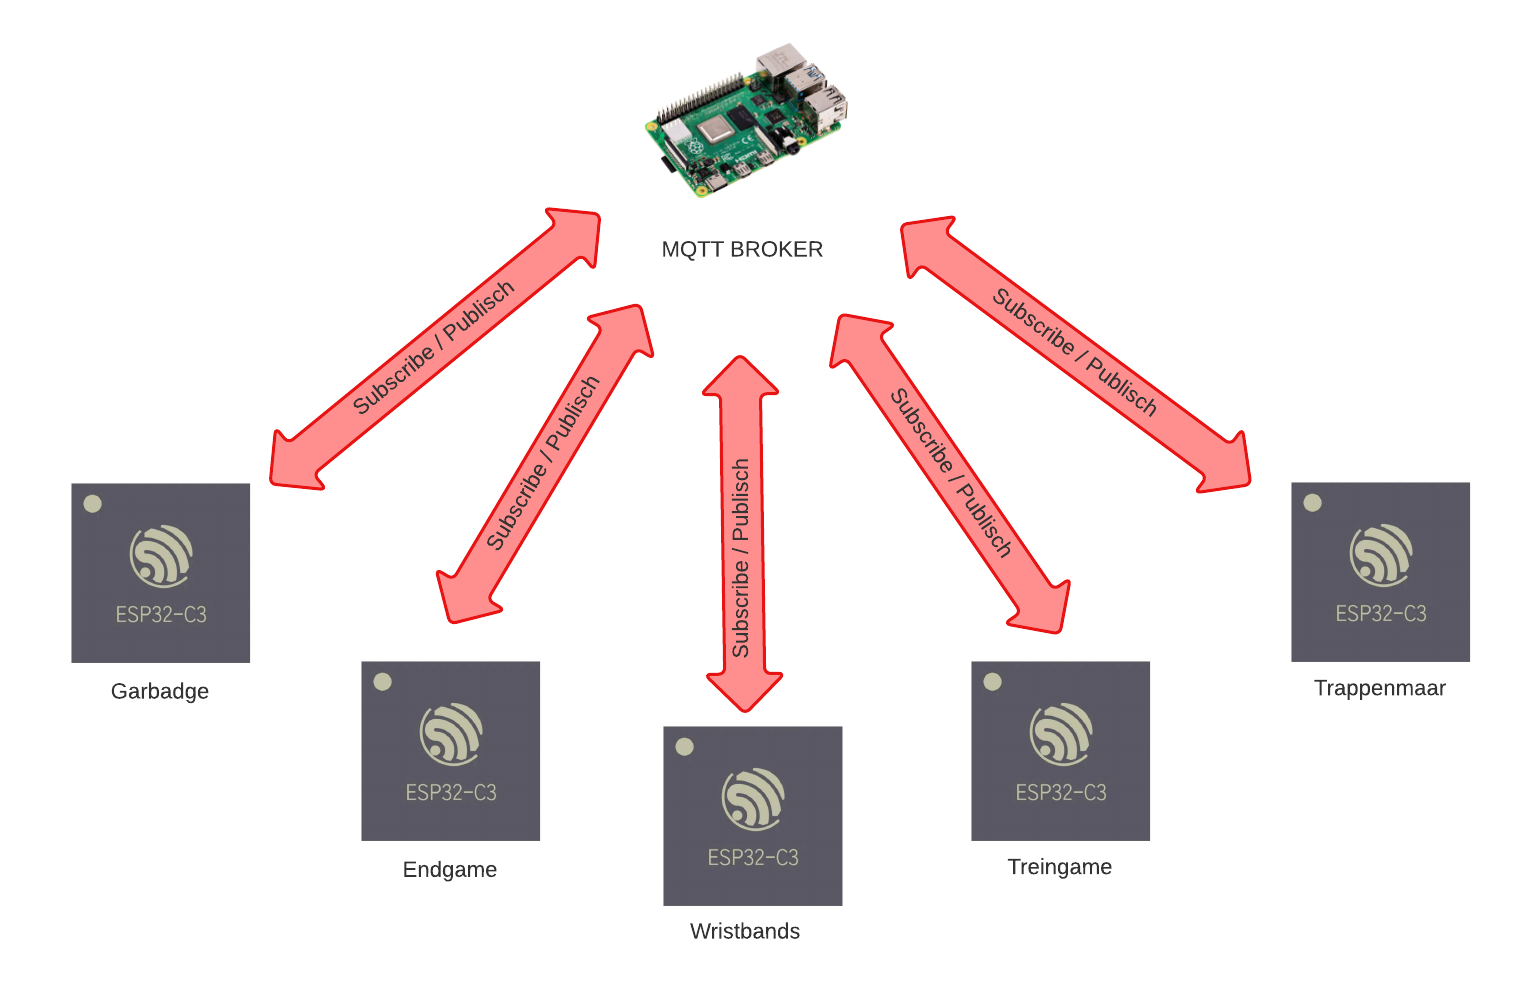 MQTT BROKER
Subscribe / Publisch
Subscribe / Publisch
Subscribe / Publisch
Subscribe / Publisch
Subscribe / Publisch
ESP32-C3
Garbadge
ESP32-C3
Endgame
ESP32-C3
Wristbands
ESP32-C3
Treingame
ESP32-C3
Trappenmaar